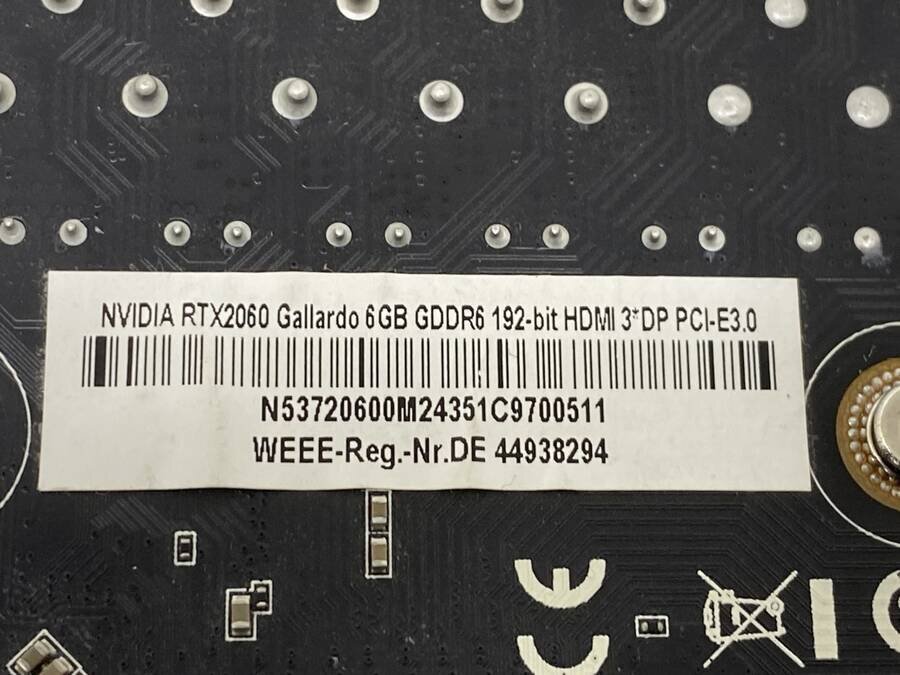 NVIDIA RTX2060 Gallardo 6GB GDDR6 192-bit HDMI 3*DP PCI-E3.0
N53720600M24351C9700511
WEEE-Reg.-Nr.DE 44938294
CE